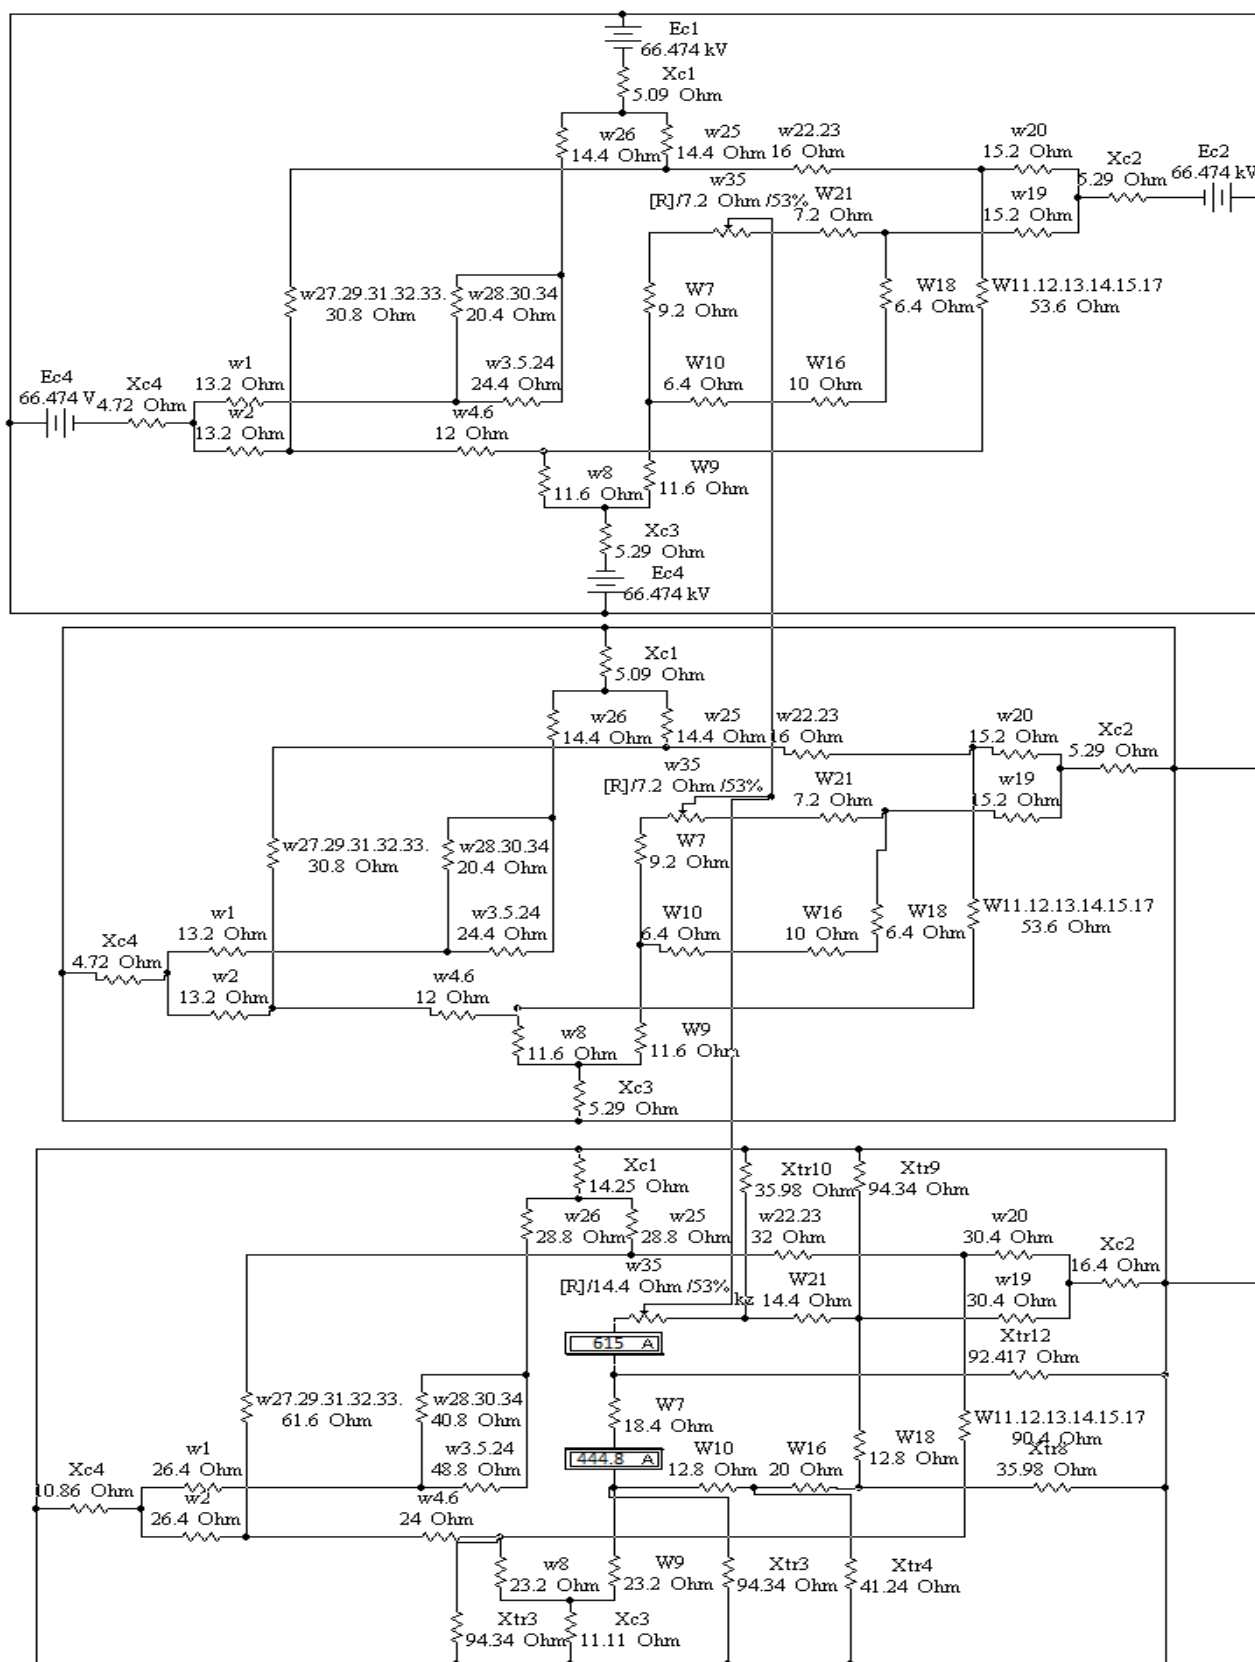 Ec1
66.474 kV
Xc1
5.09 Ohm
w26
14.4 Ohm
w25
14.4 Ohm
w22.23
16 Ohm
w20
15.2 Ohm
Xc2
5.29 Ohm
Ec2
66.474 kV
w35
[R]/7.2 Ohm /53%
W21
7.2 Ohm
w19
15.2 Ohm
w27.29.31.32.33.
30.8 Ohm
w28.30.34
20.4 Ohm
W7
9.2 Ohm
W18
6.4 Ohm
W11.12.13.14.15.17
53.6 Ohm
Ec4
66.474 V
Xc4
4.72 Ohm
w1
13.2 Ohm
w3.5.24
24.4 Ohm
W10
6.4 Ohm
W16
10 Ohm
w2
13.2 Ohm
w4.6
12 Ohm
w8
11.6 Ohm
W9
11.6 Ohm
Xc3
5.29 Ohm
Ec4
66.474 kV
Xc1
5.09 Ohm
w26
14.4 Ohm
w25
14.4 Ohm
w22.23
16 Ohm
w20
15.2 Ohm
Xc2
5.29 Ohm
w35
[R]/7.2 Ohm /53%
W21
7.2 Ohm
w19
15.2 Ohm
w27.29.31.32.33.
30.8 Ohm
w28.30.34
20.4 Ohm
W7
9.2 Ohm
w1
13.2 Ohm
w3.5.24
24.4 Ohm
W10
6.4 Ohm
W16
10 Ohm
W18
6.4 Ohm
W11.12.13.14.15.17
53.6 Ohm
Xc4
4.72 Ohm
w2
13.2 Ohm
w4.6
12 Ohm
w8
11.6 Ohm
W9
11.6 Ohm
Xc3
5.29 Ohm
Xc1
14.25 Ohm
Xtr10
35.98 Ohm
Xtr9
94.34 Ohm
w26
28.8 Ohm
w25
28.8 Ohm
w22.23
32 Ohm
w20
30.4 Ohm
Xc2
16.4 Ohm
w35
[R]/14.4 Ohm /53%
kz
W21
14.4 Ohm
w19
30.4 Ohm
615 A
Xtr12
92.417 Ohm
w27.29.31.32.33.
61.6 Ohm
w28.30.34
40.8 Ohm
W7
18.4 Ohm
W11.12.13.14.15.17
90.4 Ohm
W18
12.8 Ohm
Xtr8
35.98 Ohm
Xc4
10.86 Ohm
w1
26.4 Ohm
w3.5.24
48.8 Ohm
444.8 A
W10
12.8 Ohm
W16
20 Ohm
w2
26.4 Ohm
w4.6
24 Ohm
w8
23.2 Ohm
W9
23.2 Ohm
Xtr3
94.34 Ohm
Xtr4
41.24 Ohm
Xtr3
94.34 Ohm
Xc3
11.11 Ohm